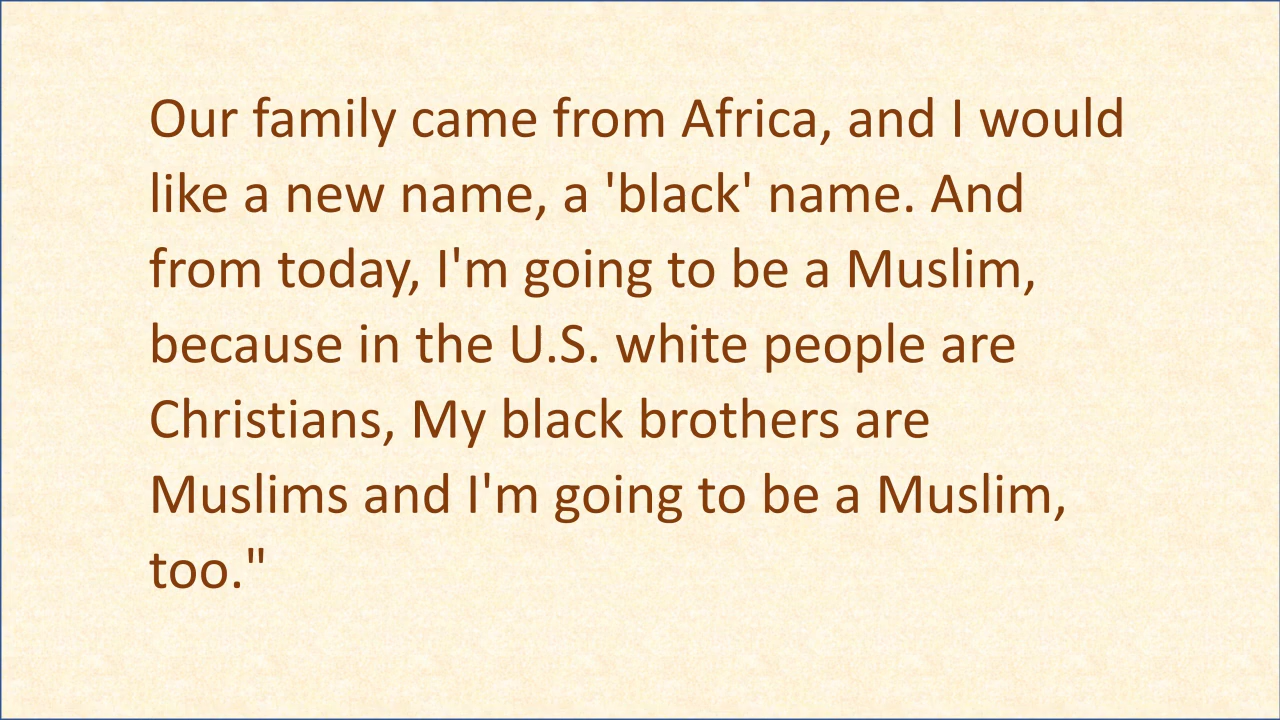 Our family came from Africa, and I would
like a new name, a 'black' name. And
from today, I'm going to be a Muslim,
because in the U.S. white people are
Christians, My black brothers are
Muslims and I'm going to be a Muslim,
too."